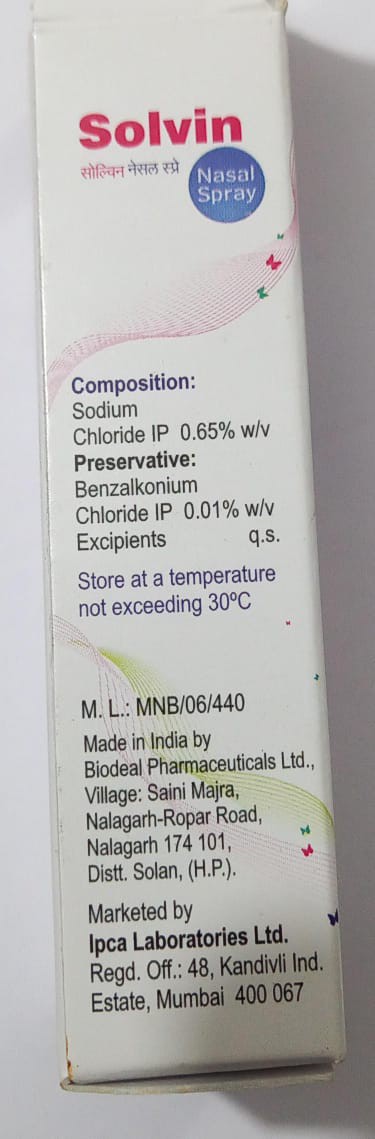 Solvin
सोल्विन नेसल स्प्रे
Nasal
Spray
Composition:
Sodium
Chloride IP 0.65% w/v
Preservative:
Benzalkonium
Chloride IP 0.01% w/v
Excipients q.s.
Store at a temperature
not exceeding 30ºC
M. L.: MNB/06/440
Made in India by
Biodeal Pharmaceuticals Ltd.,
Village: Saini Majra,
Nalagarh-Ropar Road,
Nalagarh 174 101,
Distt. Solan, (H.P.).
Marketed by
Ipca Laboratories Ltd.
Regd. Off.: 48, Kandivli Ind.
Estate, Mumbai 400 067